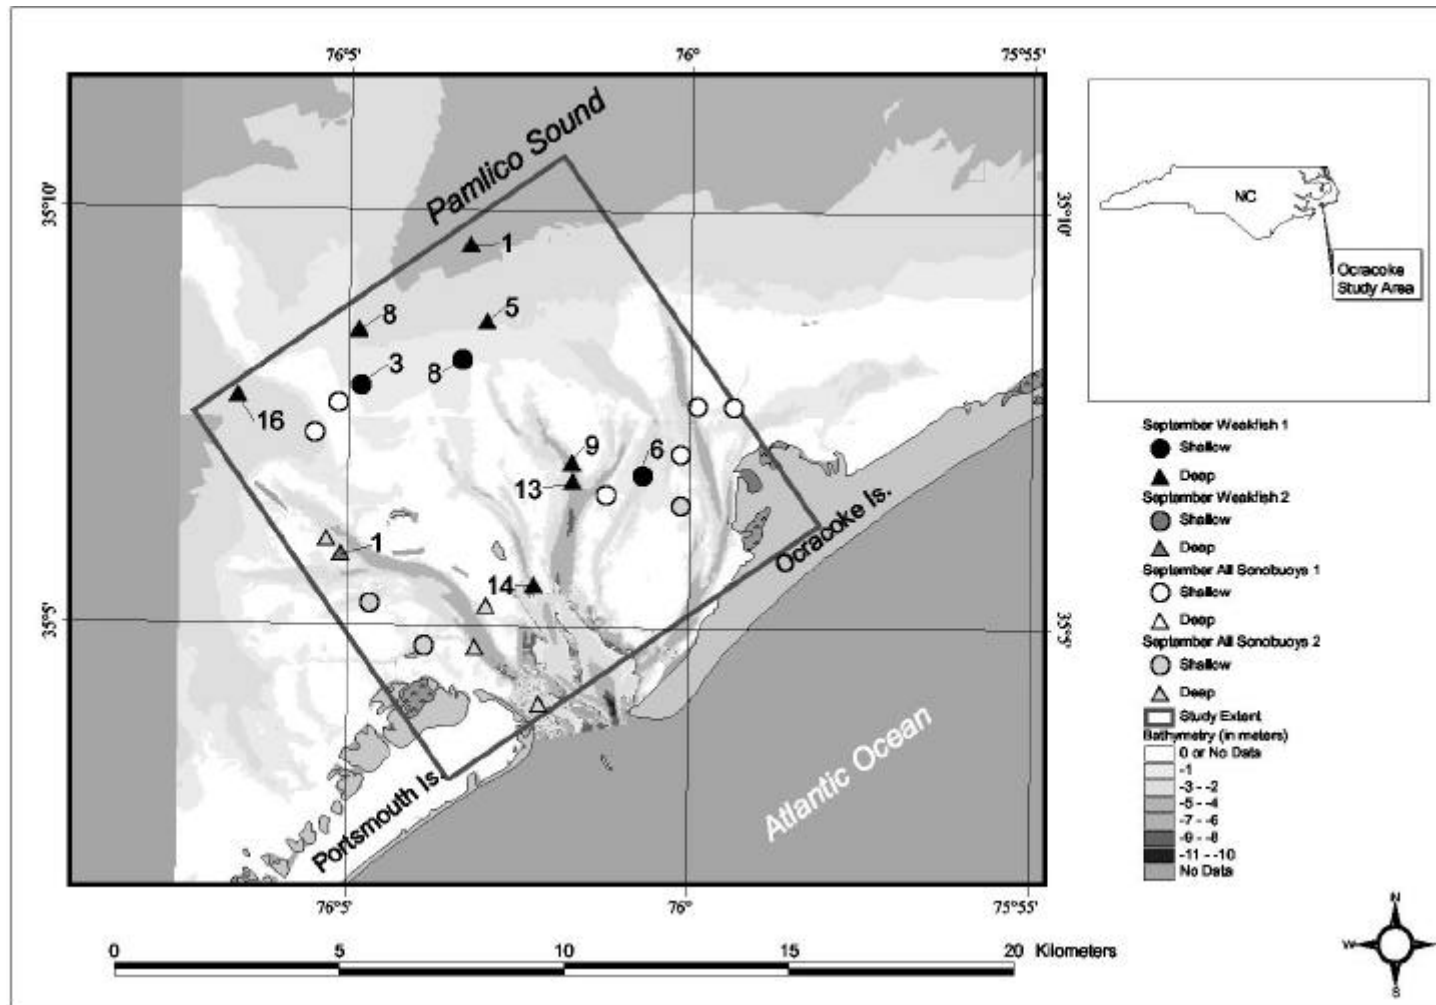 76°5'
76°
75°55'
Pamlico Sound
35°10'
35°10'
1
8
5
3
8
16
9
6
13
1
14
35°5'
35°5'
Ocracoke Is.
Portsmouth Is.
Atlantic Ocean
76°5'
76°
75°55'
0
5
10
15
20 Kilometers
NC
Ocracoke
Study Area
September Weakfish 1
Shallow
Deep
September Weakfish 2
Shallow
Deep
September All Sonobuoys 1
Shallow
Deep
September All Sonobuoys 2
Shallow
Deep
Study Extent
Bathymetry (in meters)
0 or No Data
-1
-3 - -2
-5 - -4
-7 - -6
-9 - -8
-11 - -10
No Data
N
W
S